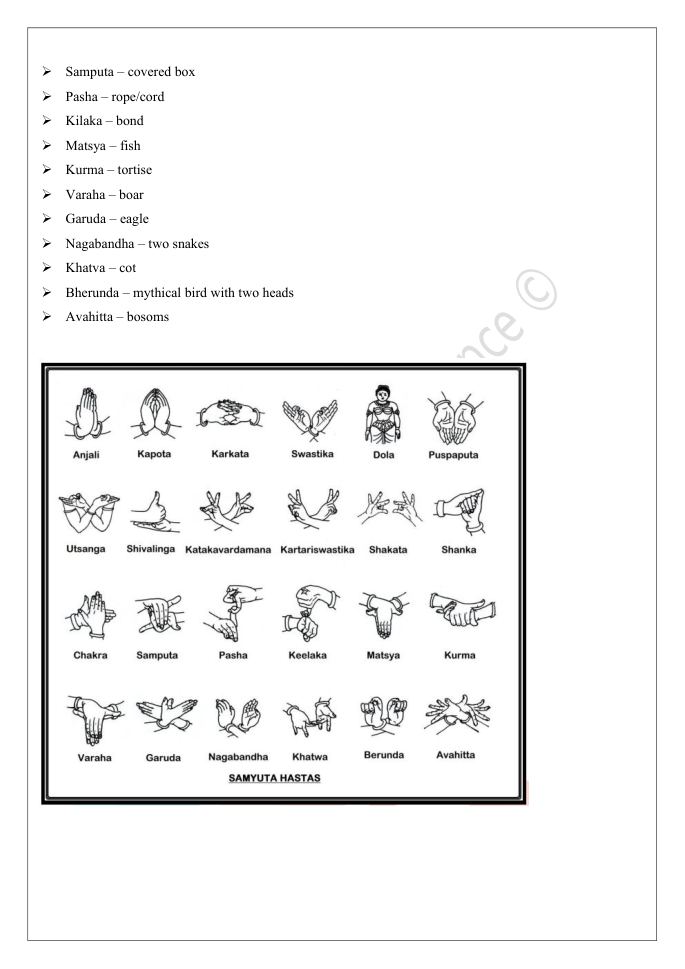 ➢ Samputa – covered box
➢ Pasha – rope/cord
➢ Kilaka – bond
➢ Matsya – fish
➢ Kurma – tortise
➢ Varaha – boar
➢ Garuda – eagle
➢ Nagabandha – two snakes
➢ Khatva – cot
➢ Bherunda – mythical bird with two heads
➢ Avahitta – bosoms
Anjali Kapota Karkata Swastika Dola Puspaputa
Utsanga Shivalinga Katakavardamana Kartariswastika Shakata Shanka
Chakra Samputa Pasha Keelaka Matsya Kurma
Varaha Garuda Nagabandha Khatwa Berunda Avahitta
SAMYUTA HASTAS